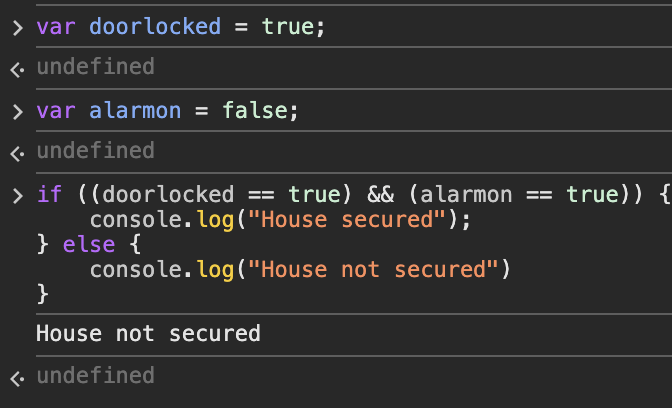 > var doorlocked = true;
<· undefined
> var alarmon = false;
<· undefined
> if ((doorlocked == true) && (alarmon == true)) {
    console.log("House secured");
} else {
    console.log("House not secured")
}
House not secured
<· undefined